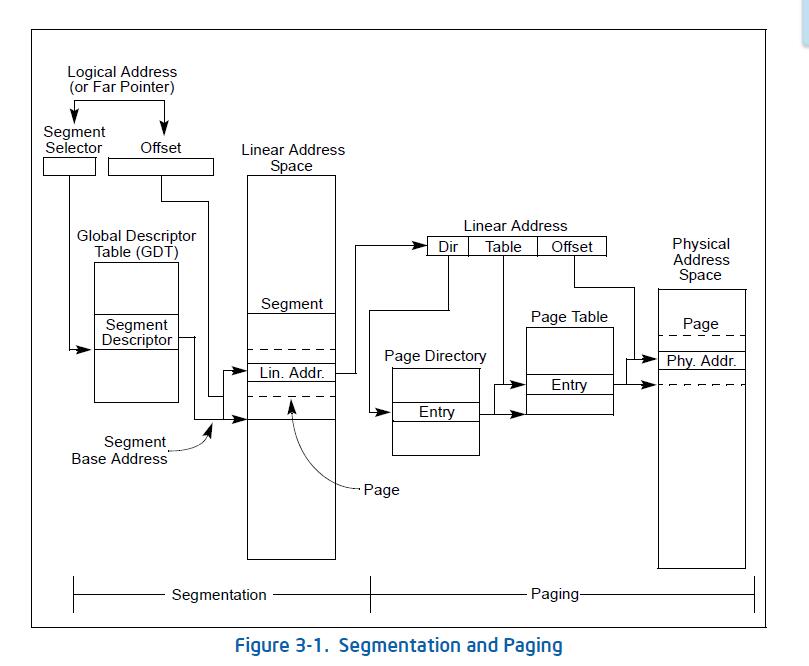 Logical Address
(or Far Pointer)
Segment
Selector
Offset
Linear Address
Space
Global Descriptor
Table (GDT)
Segment
Descriptor
Segment
Lin. Addr.
Segment
Base Address
Page
Linear Address
Dir
Table
Offset
Page Directory
Entry
Page Table
Entry
Physical
Address
Space
Page
Phy. Addr.
Segmentation
Paging
Figure 3-1. Segmentation and Paging